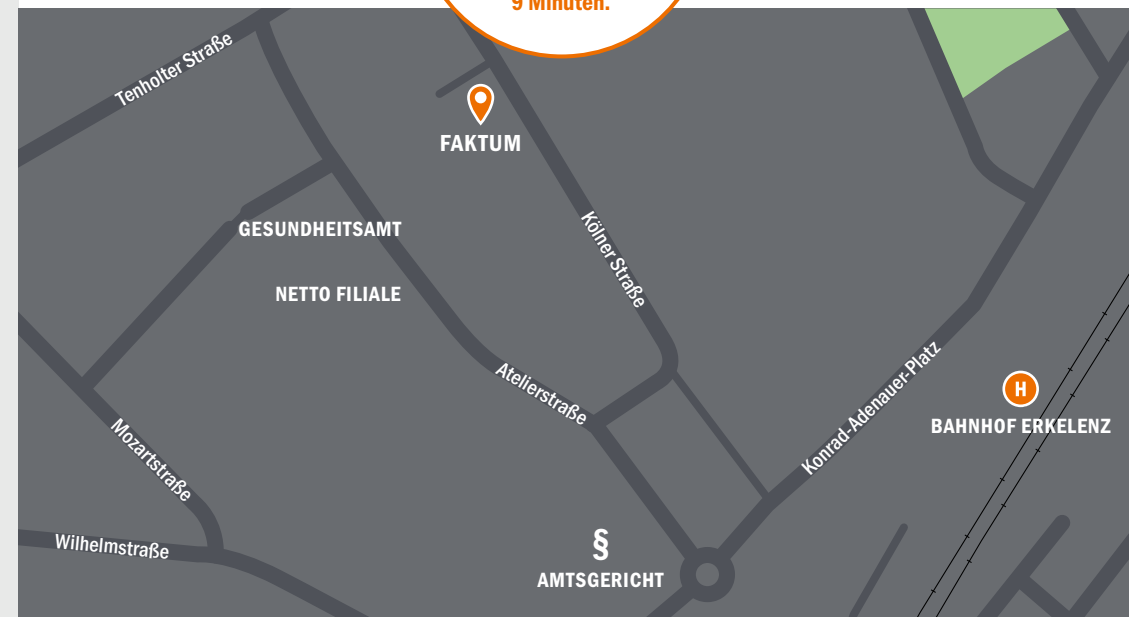 9 Minuten.
Tenholter Straße
FAKTUM
Kölner Straße
GESUNDHEITSAMT
NETTO FILIALE
Atelierstraße
Konrad-Adenauer-Platz
H
BAHNHOF ERKELENZ
Mozartstraße
Wilhelmstraße
§
AMTSGERICHT